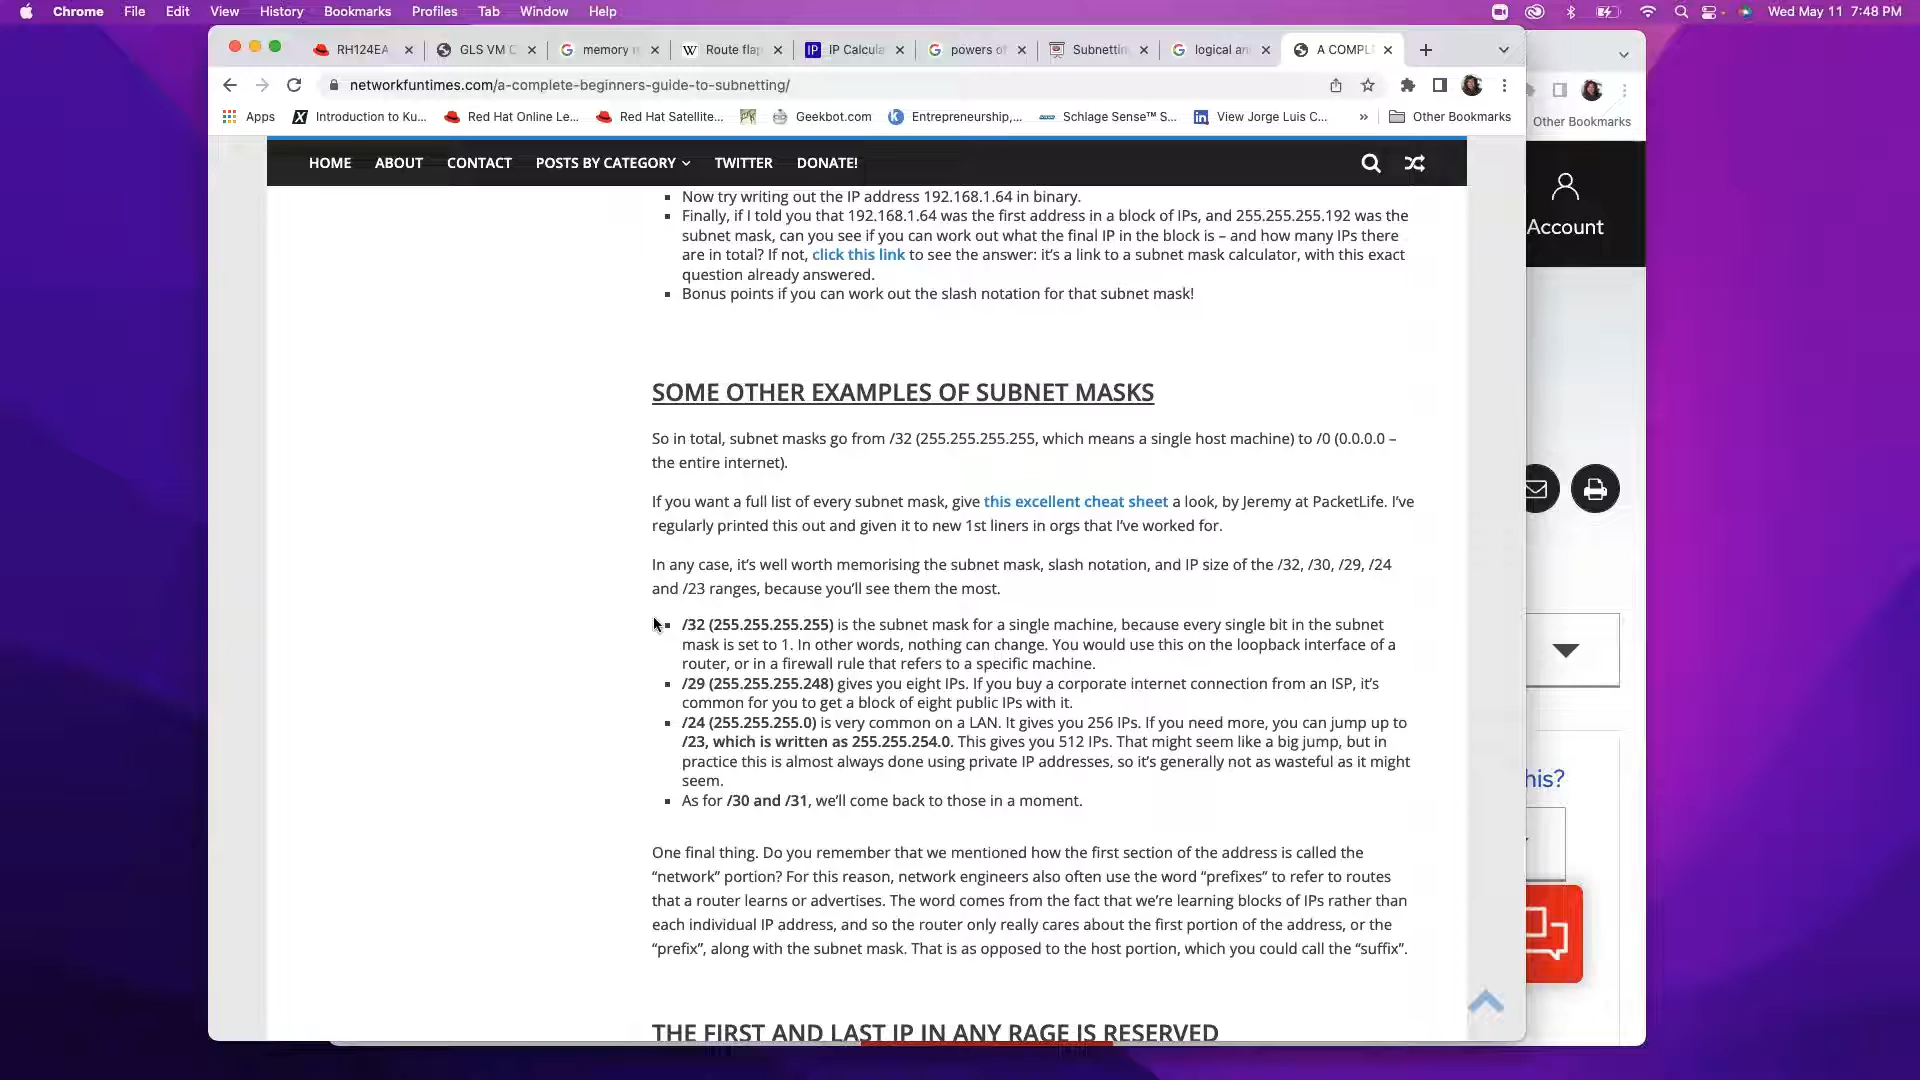 Chrome File Edit View History Bookmarks Profiles Tab Window Help Wed May 11 7:48 PM
RH124EA GLS VM C memory Route fla IP IP Calcula powers o Subnettin logical an A COMPL
networkfuntimes.com/a-complete-beginners-guide-to-subnetting/
Apps Introduction to Ku... Red Hat Online Le... Red Hat Satellite... Geekbot.com Entrepreneurship,... Schlage Sense™ S... View Jorge Luis C... » Other Bookmarks
Other Bookmarks
HOME ABOUT CONTACT POSTS BY CATEGORY TWITTER DONATE!
Account
Now try writing out the IP address 192.168.1.64 in binary.
Finally, if I told you that 192.168.1.64 was the first address in a block of IPs, and 255.255.255.192 was the
subnet mask, can you see if you can work out what the final IP in the block is – and how many IPs there
are in total? If not, click this link to see the answer: it's a link to a subnet mask calculator, with this exact
question already answered.
Bonus points if you can work out the slash notation for that subnet mask!
SOME OTHER EXAMPLES OF SUBNET MASKS
So in total, subnet masks go from /32 (255.255.255.255, which means a single host machine) to /0 (0.0.0.0 –
the entire internet).
If you want a full list of every subnet mask, give this excellent cheat sheet a look, by Jeremy at PacketLife. I've
regularly printed this out and given it to new 1st liners in orgs that I've worked for.
In any case, it's well worth memorising the subnet mask, slash notation, and IP size of the /32, /30, /29, /24
and /23 ranges, because you'll see them the most.
/32 (255.255.255.255) is the subnet mask for a single machine, because every single bit in the subnet
mask is set to 1. In other words, nothing can change. You would use this on the loopback interface of a
router, or in a firewall rule that refers to a specific machine.
/29 (255.255.255.248) gives you eight IPs. If you buy a corporate internet connection from an ISP, it's
common for you to get a block of eight public IPs with it.
/24 (255.255.255.0) is very common on a LAN. It gives you 256 IPs. If you need more, you can jump up to
/23, which is written as 255.255.254.0. This gives you 512 IPs. That might seem like a big jump, but in
practice this is almost always done using private IP addresses, so it's generally not as wasteful as it might
seem.
As for /30 and /31, we'll come back to those in a moment.
his?
One final thing. Do you remember that we mentioned how the first section of the address is called the
“network” portion? For this reason, network engineers also often use the word “prefixes” to refer to routes
that a router learns or advertises. The word comes from the fact that we're learning blocks of IPs rather than
each individual IP address, and so the router only really cares about the first portion of the address, or the
“prefix”, along with the subnet mask. That is as opposed to the host portion, which you could call the “suffix”.
THE FIRST AND LAST IP IN ANY RAGE IS RESERVED